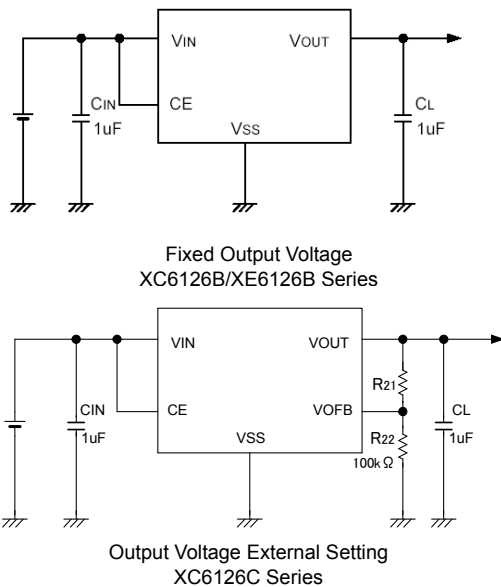 VIN VOUT
CIN CE CL
1uF 1uF
VSS
Fixed Output Voltage
XC6126B/XE6126B Series
VIN VOUT
R21
CIN CE VOFB CL
1uF R22 1uF
VSS 100kΩ
Output Voltage External Setting
XC6126C Series